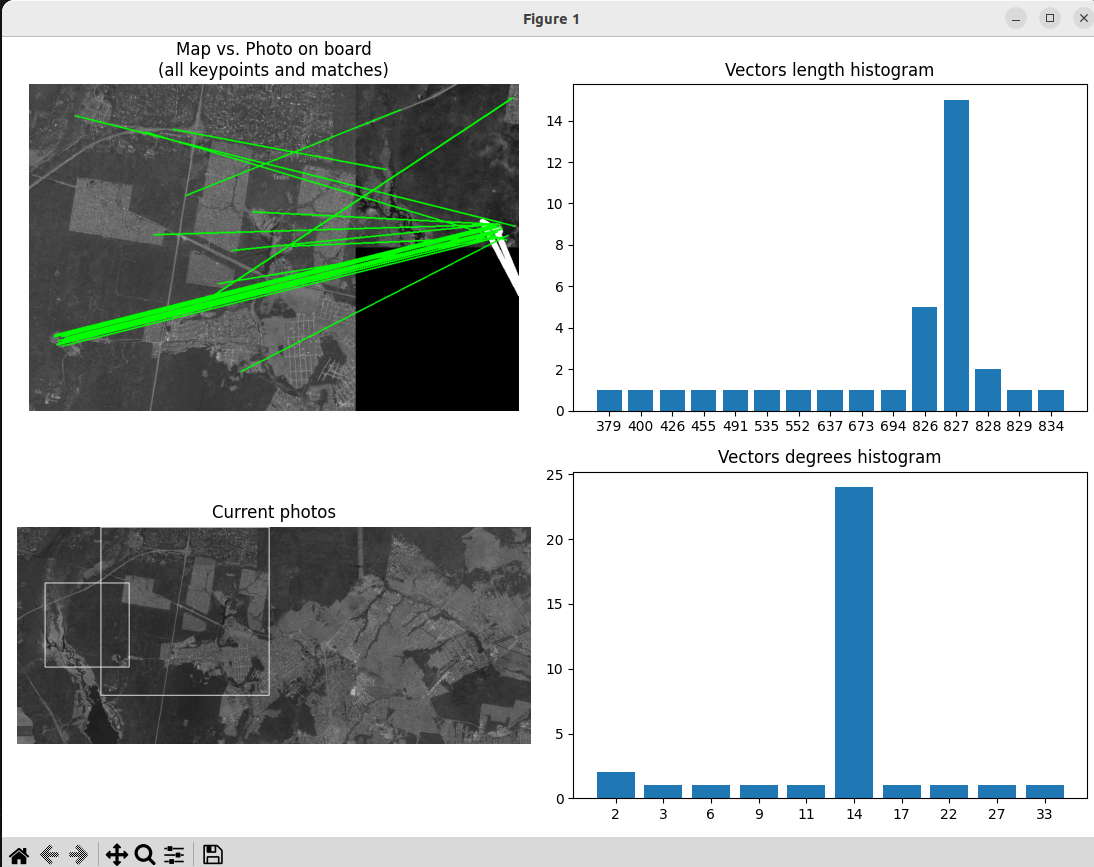 Figure 1
Map vs. Photo on board
(all keypoints and matches)
Yandex
Vectors length histogram
14
12
10
8
6
4
2
0
379 400 426 455 491 535 552 637 673 694 826 827 828 829 834
Current photos
Vectors degrees histogram
25
20
15
10
5
0
2 3 6 9 11 14 17 22 27 33